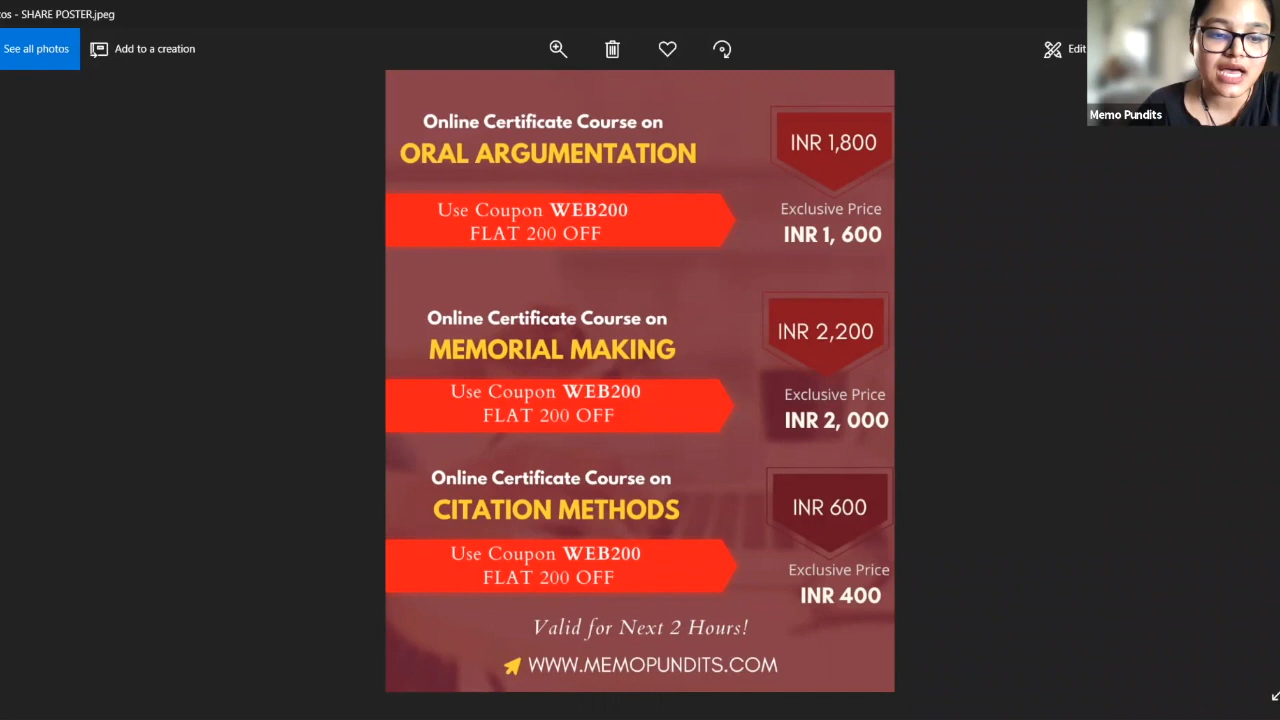 os - SHARE POSTER.jpeg
See all photos
Add to a creation
Edit
Memo Pundits
Online Certificate Course on
ORAL ARGUMENTATION
INR 1,800
Use Coupon WEB200
FLAT 200 OFF
Exclusive Price
INR 1, 600
Online Certificate Course on
MEMORIAL MAKING
INR 2,200
Use Coupon WEB200
FLAT 200 OFF
Exclusive Price
INR 2, 000
Online Certificate Course on
CITATION METHODS
INR 600
Use Coupon WEB200
FLAT 200 OFF
Exclusive Price
INR 400
Valid for Next 2 Hours!
WWW.MEMOPUNDITS.COM